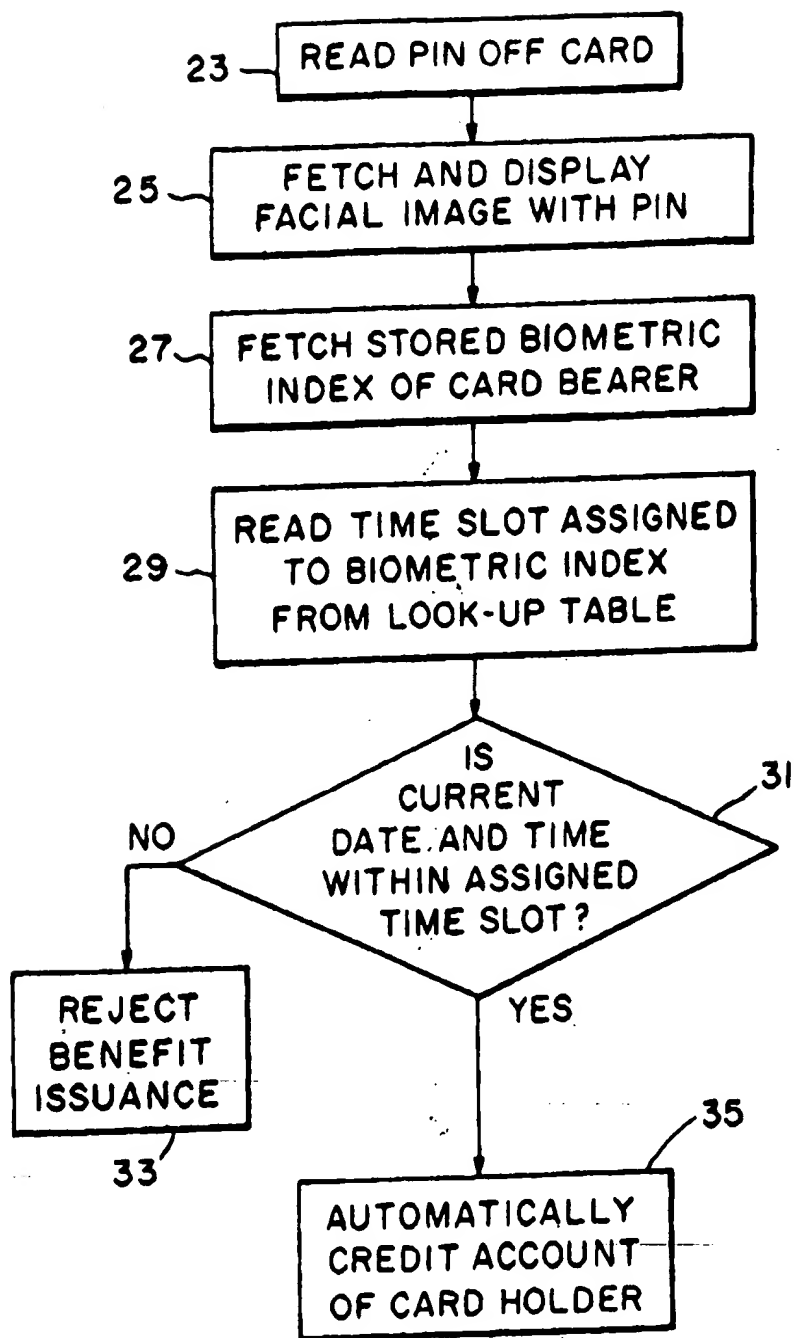 READ PIN OFF CARD
23
FETCH AND DISPLAY
FACIAL IMAGE WITH PIN
25
FETCH STORED BIOMETRIC
INDEX OF CARD BEARER
27
READ TIME SLOT ASSIGNED
TO BIOMETRIC INDEX
FROM LOOK-UP TABLE
29
IS
CURRENT
DATE AND TIME
WITHIN ASSIGNED
TIME SLOT?
31
NO
YES
REJECT
BENEFIT
ISSUANCE
33
35
AUTOMATICALLY
CREDIT ACCOUNT
OF CARD HOLDER